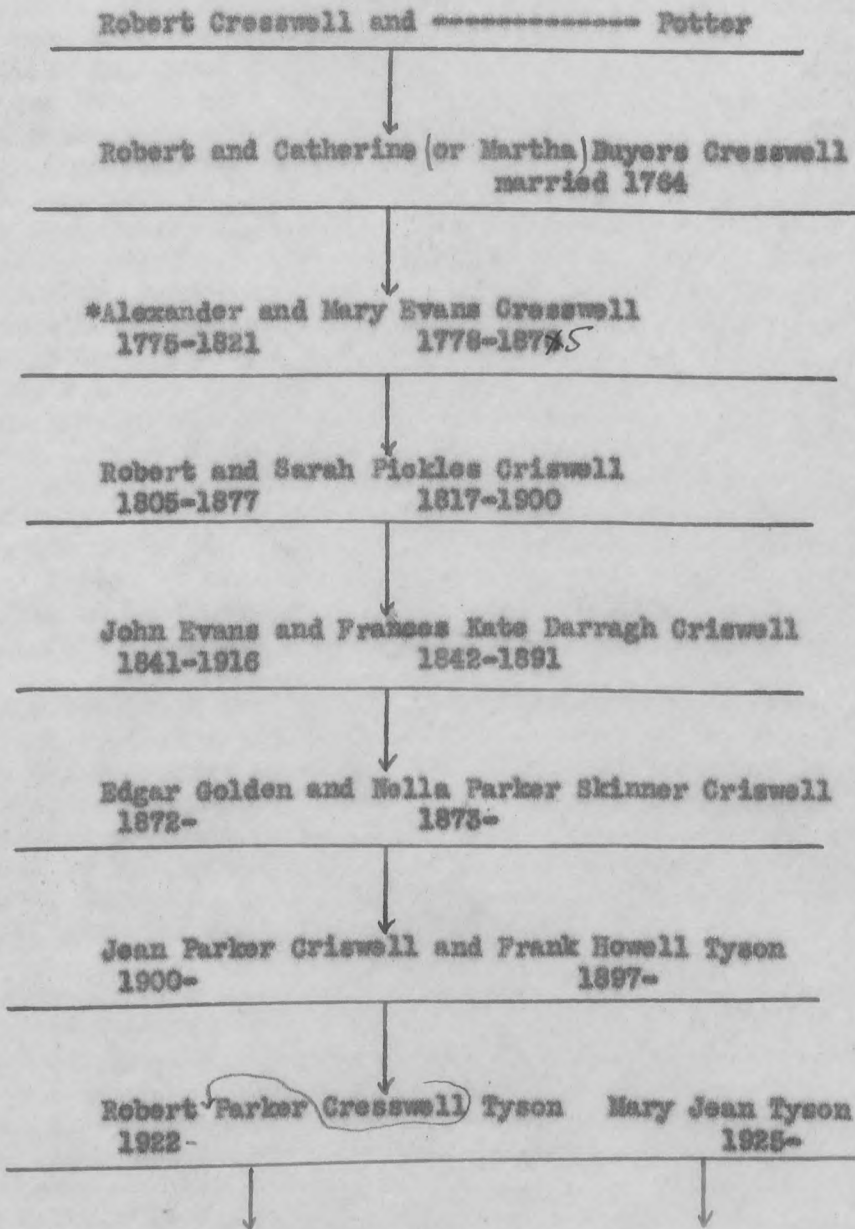 Robert Cresswell and ------------- Potter
Robert and Catherine (or Martha) Buyers Cresswell
married 1764
*Alexander and Mary Evans Cresswell
1775-1821 1778-1875
Robert and Sarah Pickles Criswell
1805-1877 1817-1900
John Evans and Frances Kate Darragh Criswell
1841-1916 1842-1891
Edgar Golden and Nella Parker Skinner Criswell
1872- 1873-
Jean Parker Criswell and Frank Howell Tyson
1900- 1897-
Robert Parker Cresswell Tyson Mary Jean Tyson
1922- 1925-